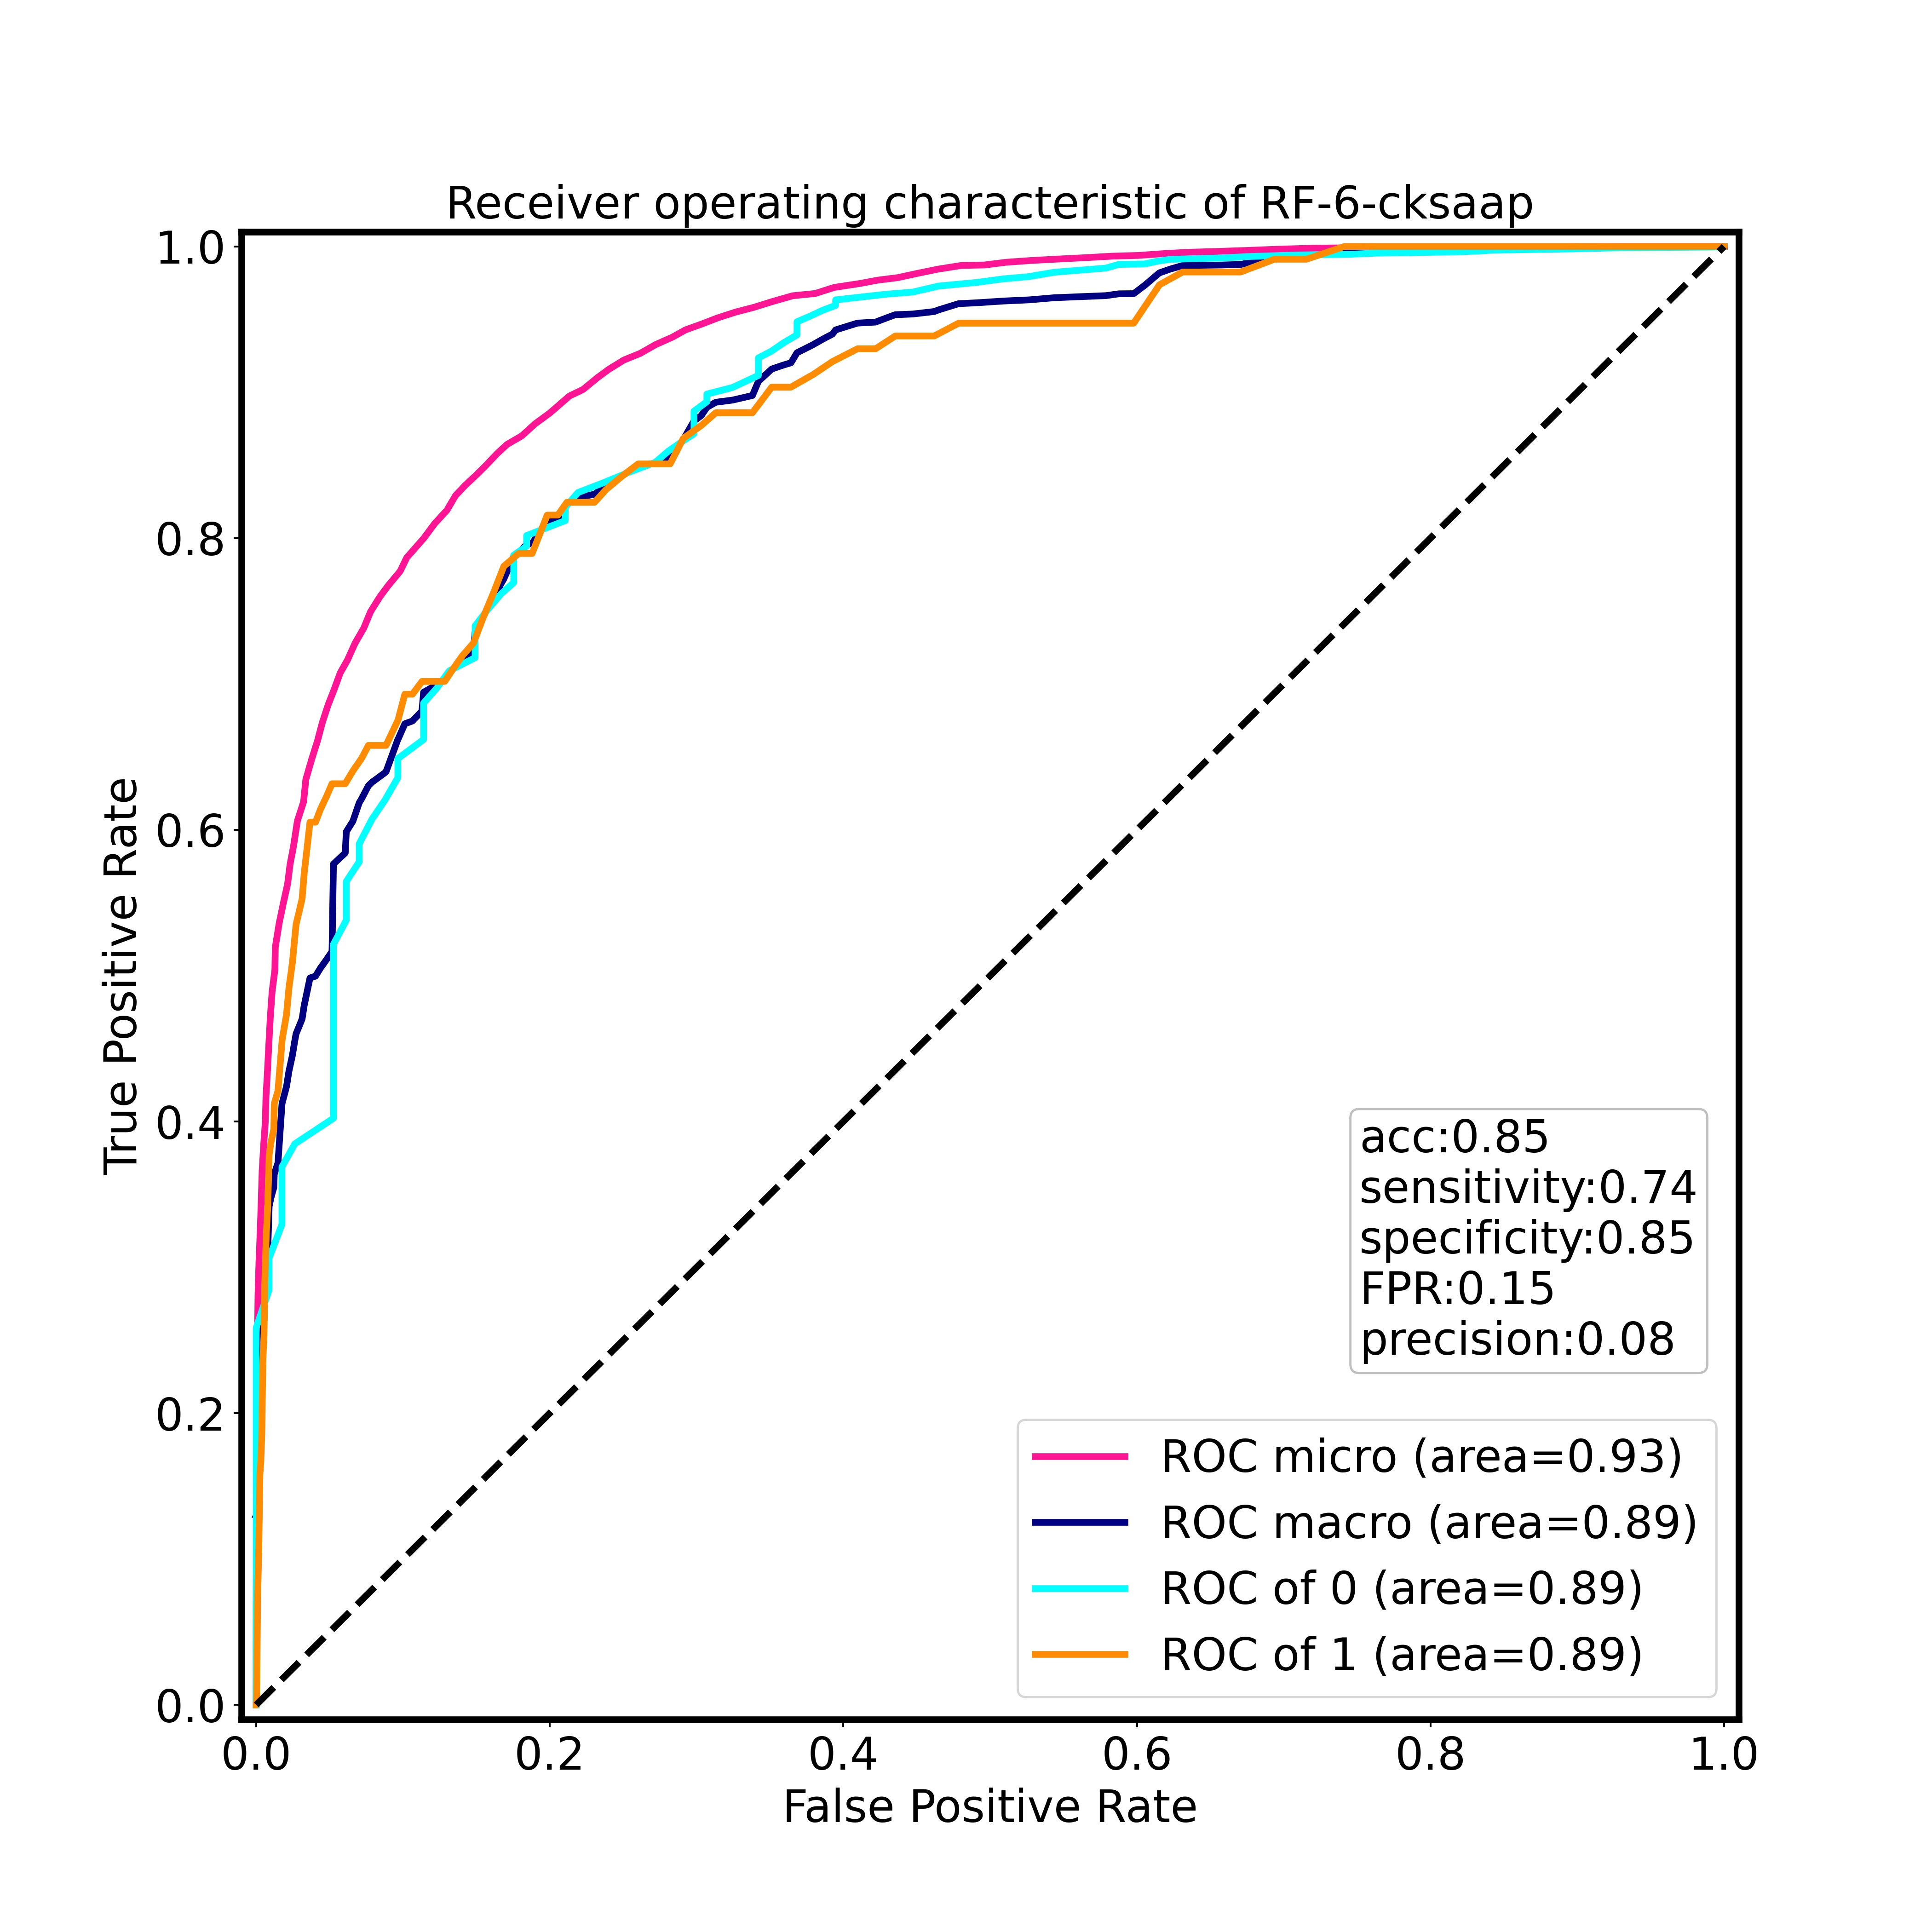 Receiver operating characteristic of RF-6-cksaap
1.0
0.8
0.6
0.4
0.2
0.0
True Positive Rate
acc:0.85
sensitivity:0.74
specificity:0.85
FPR:0.15
precision:0.08
ROC micro (area=0.93)
ROC macro (area=0.89)
ROC of 0 (area=0.89)
ROC of 1 (area=0.89)
0.0 0.2 0.4 0.6 0.8 1.0
False Positive Rate